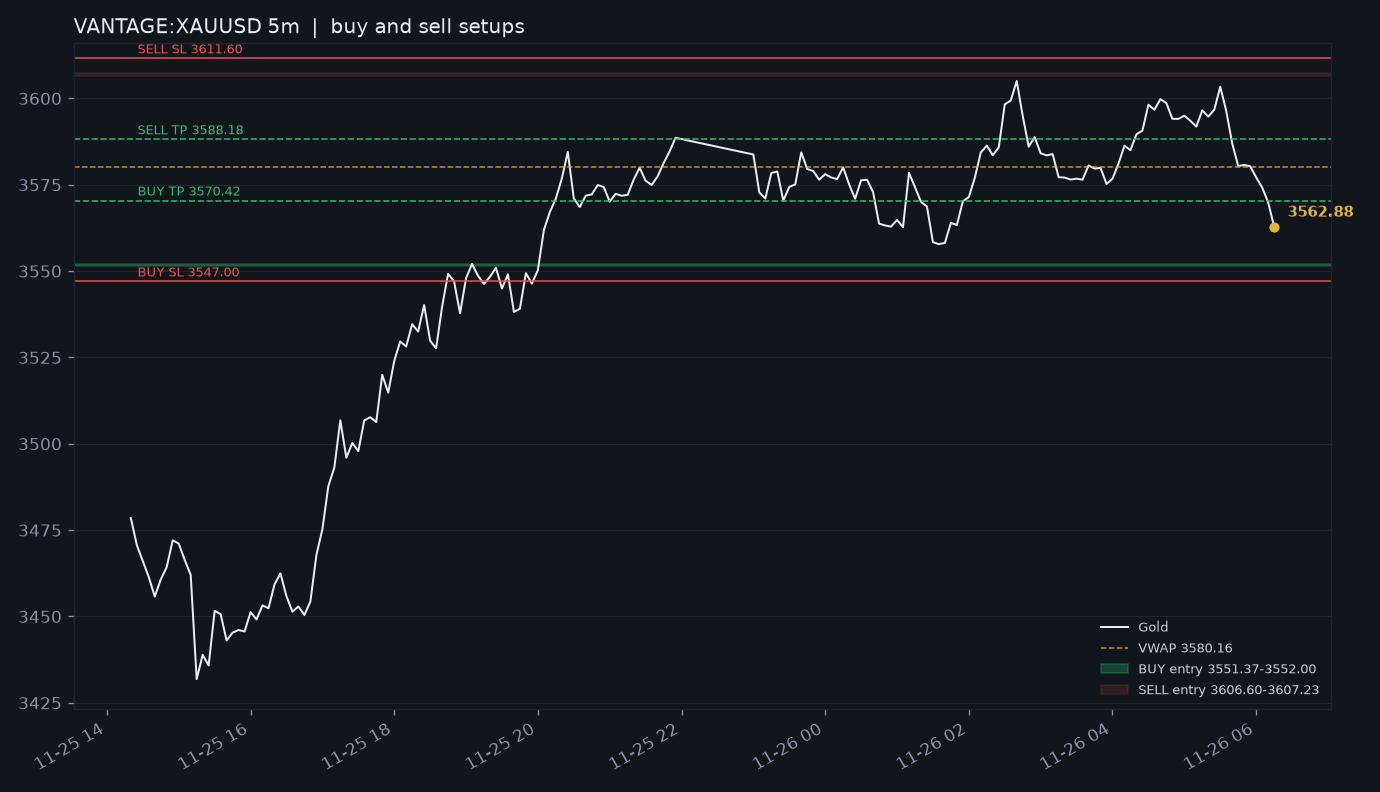 VANTAGE:XAUUSD 5m | buy and sell setups
SELL SL 3611.60
3600
SELL TP 3588.18
3575
BUY TP 3570.42
3562.88
3550
BUY SL 3547.00
3525
3500
3475
3450
3425
Gold
VWAP 3580.16
BUY entry 3551.37-3552.00
SELL entry 3606.60-3607.23
11-25 14
11-25 16
11-25 18
11-25 20
11-25 22
11-26 00
11-26 02
11-26 04
11-26 06